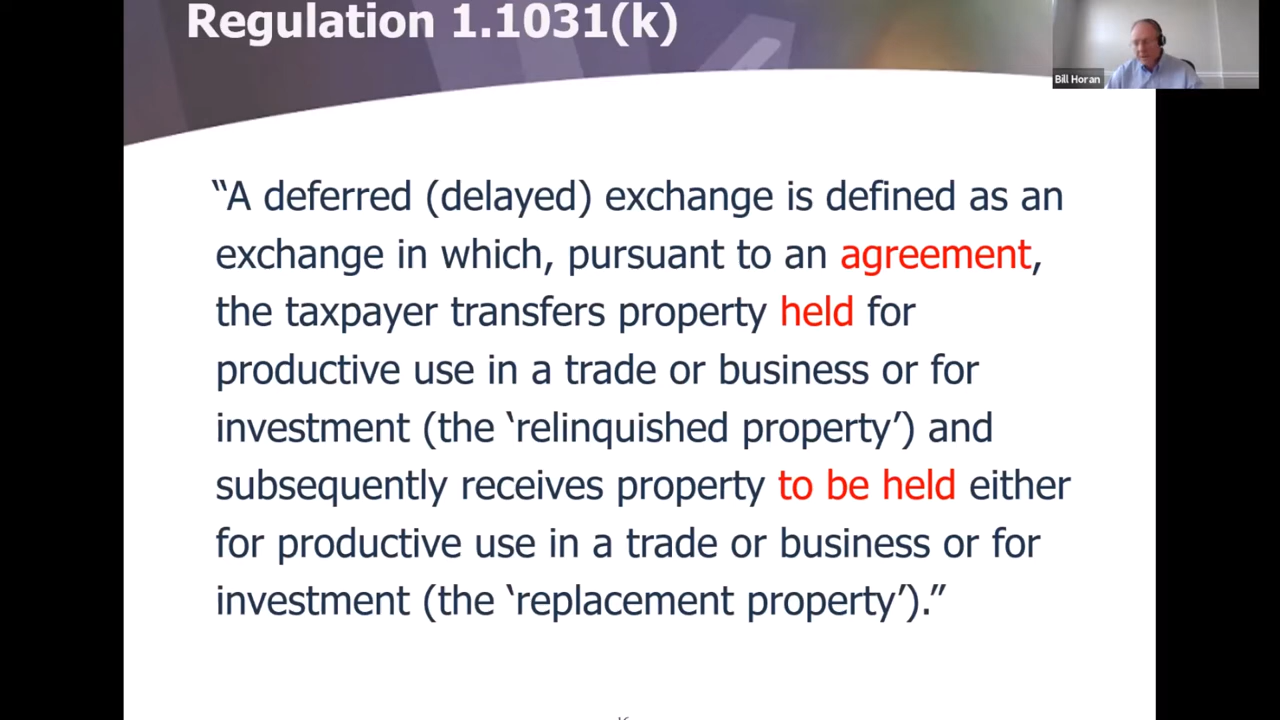 Regulation 1.1031(k)
Bill Horan
“A deferred (delayed) exchange is defined as an
exchange in which, pursuant to an agreement,
the taxpayer transfers property held for
productive use in a trade or business or for
investment (the ‘relinquished property’) and
subsequently receives property to be held either
for productive use in a trade or business or for
investment (the ‘replacement property’).”